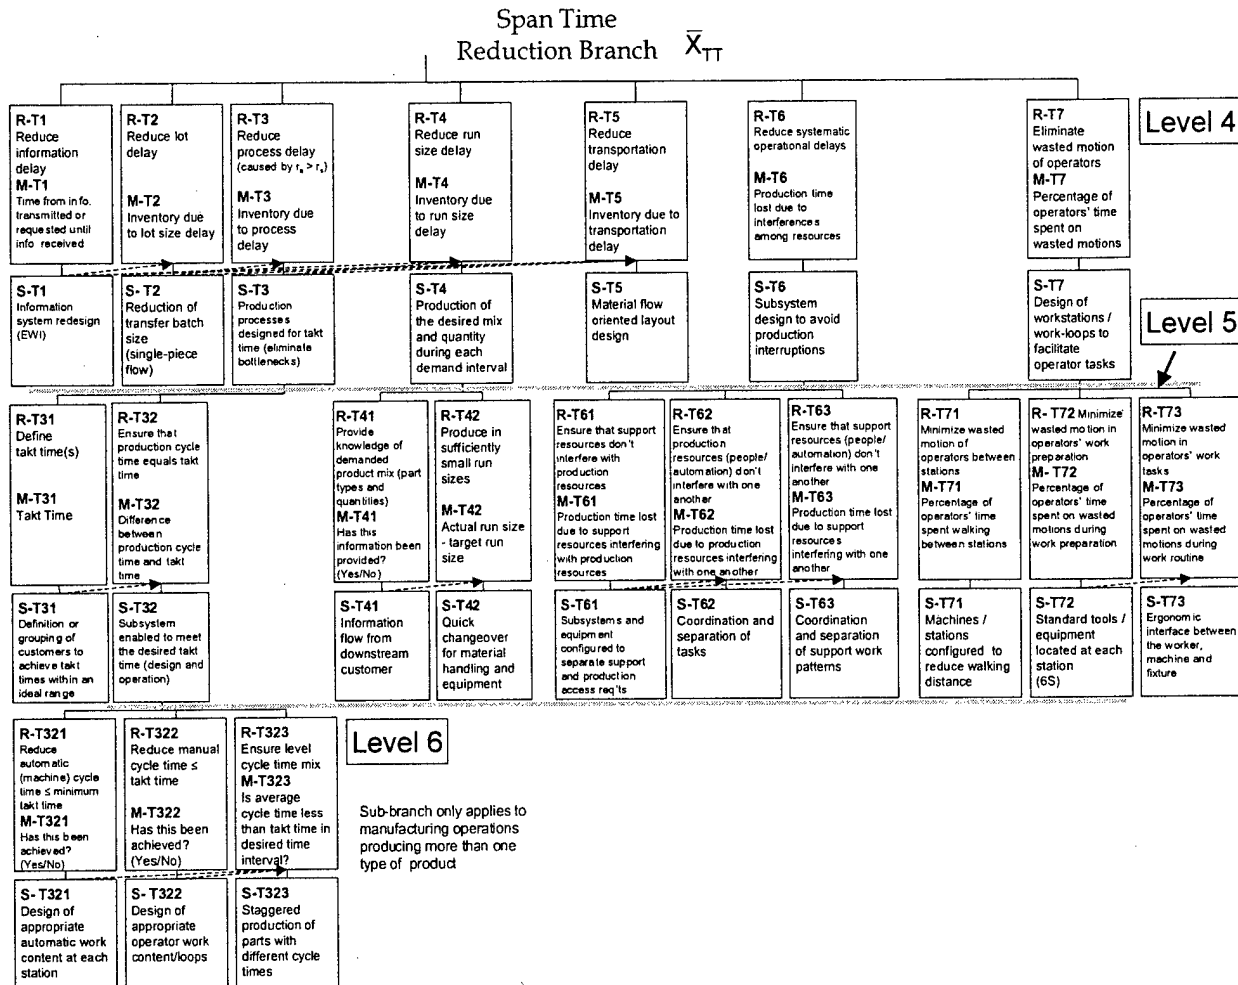 Span Time
Reduction Branch X̄TT
R-T1
Reduce
information
delay
M-T1
Time from info.
transmitted or
requested until
info received
R-T2
Reduce lot
delay
M-T2
Inventory due
to lot size delay
R-T3
Reduce
process delay
M-T3
Inventory due
to process
delay
R-T4
Reduce run
size delay
M-T4
Inventory due
to run size
delay
R-T5
Reduce
transportation
delay
M-T5
Inventory due to
transportation
delay
R-T6
Reduce systematic
operational delays
M-T6
Production time
lost due to
interferences
among resources
R-T7
Eliminate
wasted motion
of operators
M-T7
Percentage of
operators' time
spent on
wasted motions
Level 4
S-T1
Information
system redesign
(EWI)
S- T2
Reduction of
transfer batch
size
(single-piece
flow)
S-T3
Production
processes
designed for takt
time (eliminate
bottlenecks)
S-T4
Production of
the desired mix
and quantity
during each
demand interval
S-T5
Material flow
oriented layout
design
S-T6
Subsystem
design to avoid
production
interruptions
S-T7
Design of
workstations /
work-loops to
facilitate
operator tasks
Level 5
R-T31
Define
takt time(s)
M-T31
Takt Time
R-T32
Ensure that
production cycle
time equals takt
time
M-T32
Difference
between
production cycle
time and takt
time
R-T41
Provide
knowledge of
demanded
product mix (part
types and
quantities)
M-T41
Has this
information been
provided?
(Yes/No)
R-T42
Produce in
sufficiently
small run
sizes
M-T42
Actual run size
- target run
size
R-T61
Ensure that support
resources don't
interfere with
production
resources
M-T61
Production time lost
due to support
resources interfering
with production
resources
R-T62
Ensure that
production
resources (people/
automation) don't
interfere with one
another
M-T62
Production time lost
due to production
resources interfering
with one another
R-T63
Ensure that support
resources (people/
automation) don't
interfere with one
another
M-T63
Production time lost
due to support
resources
interfering with one
another
R-T71
Minimize wasted
motion of
operators between
stations
M-T71
Percentage of
operators' time
spent walking
between stations
R- T72 Minimize
wasted motion in
operators' work
preparation
M- T72
Percentage of
operators' time
spent on wasted
motions during
work preparation
R-T73
Minimize wasted
motion in
operators' work
tasks
M-T73
Percentage of
operators' time
spent on wasted
motions during
work routine
S-T31
Definition or
grouping of
customers to
achieve takt
times within an
ideal range
S-T32
Subsystem
enabled to meet
the desired takt
time (design and
operation)
S-T41
Information
flow from
downstream
customer
S-T42
Quick
changeover
for material
handling and
equipment
S-T61
Subsystems and
equipment
configured to
separate support
and production
access req'ts
S-T62
Coordination and
separation of
tasks
S-T63
Coordination
and separation
of support work
patterns
S-T71
Machines /
stations
configured to
reduce walking
distance
S-T72
Standard tools /
equipment
located at each
station
(6S)
S-T73
Ergonomic
interface between
the worker,
machine and
fixture
R-T321
Reduce
automatic
(machine) cycle
time ≤ minimum
takt time
M-T321
Has this been
achieved?
(Yes/No)
R-T322
Reduce manual
cycle time ≤
takt time
M-T322
Has this been
achieved?
(Yes/No)
R-T323
Ensure level
cycle time mix
M-T323
Is average
cycle time less
than takt time in
desired time
interval?
Level 6
Sub-branch only applies to
manufacturing operations
producing more than one
type of product
S- T321
Design of
appropriate
automatic work
content at each
station
S- T322
Design of
appropriate
operator work
content/loops
S-T323
Staggered
production of
parts with
different cycle
times